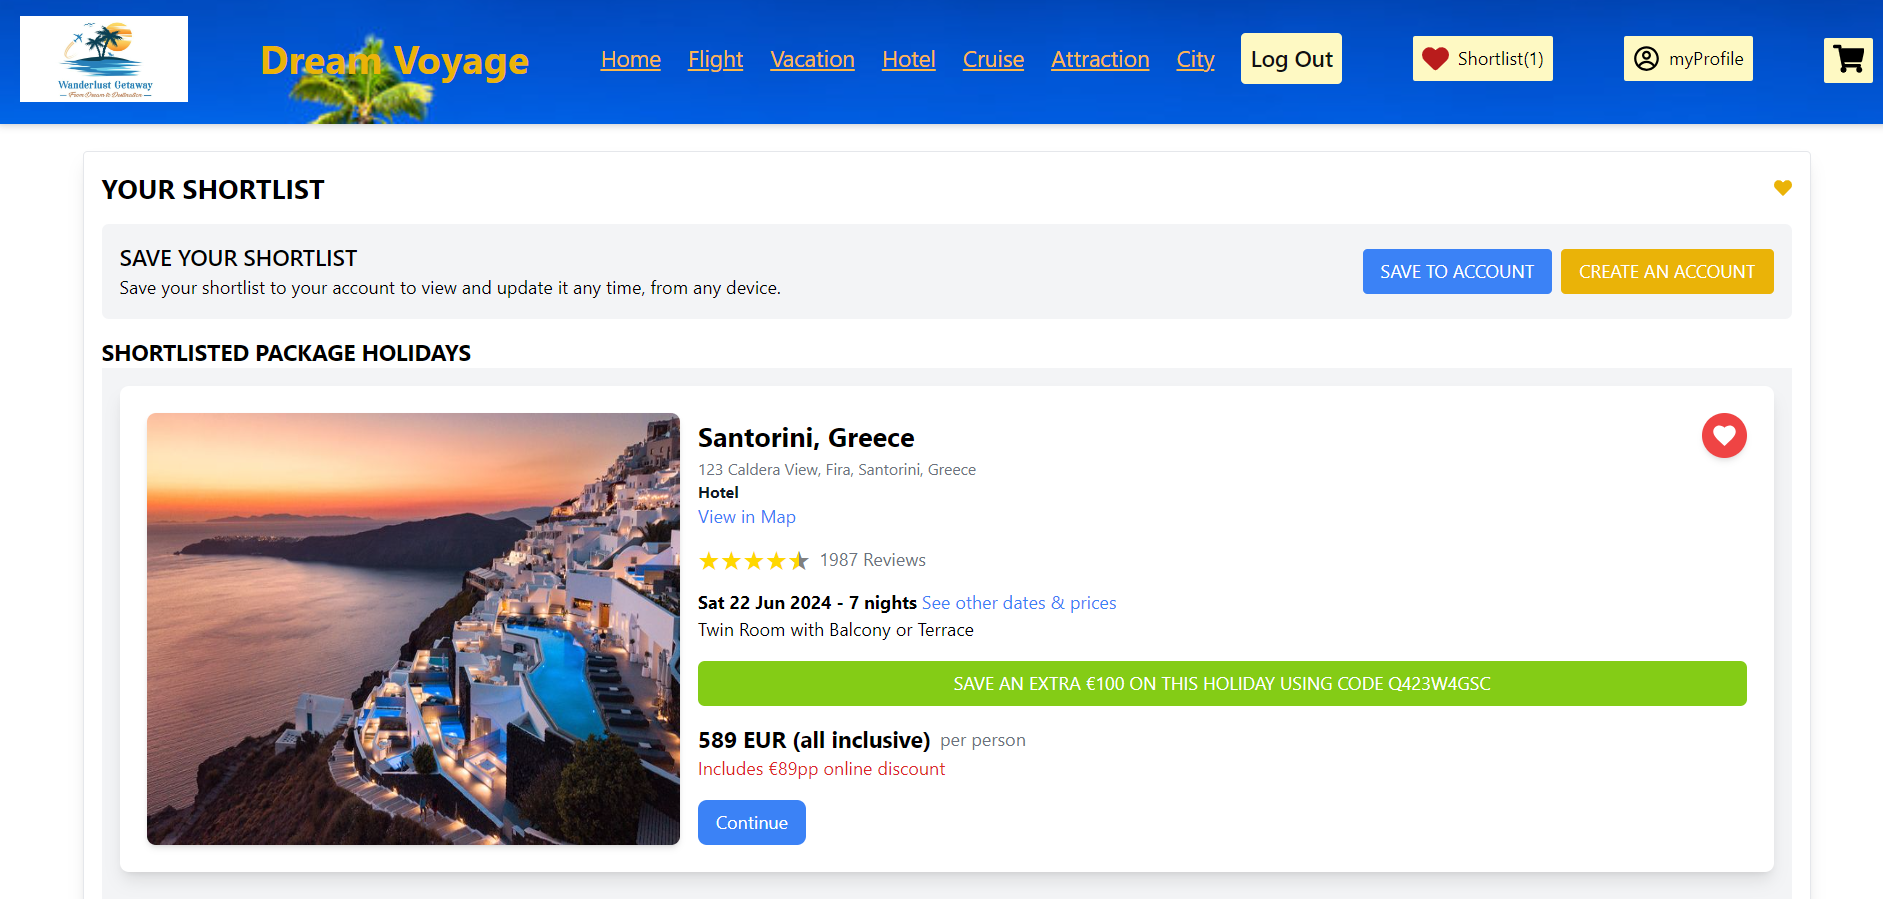 Wanderlust Getaway
From Dream to Destination
Dream Voyage
Home
Flight
Vacation
Hotel
Cruise
Attraction
City
Log Out
Shortlist(1)
myProfile
YOUR SHORTLIST
SAVE YOUR SHORTLIST
Save your shortlist to your account to view and update it any time, from any device.
SAVE TO ACCOUNT
CREATE AN ACCOUNT
SHORTLISTED PACKAGE HOLIDAYS
Santorini, Greece
123 Caldera View, Fira, Santorini, Greece
Hotel
View in Map
1987 Reviews
Sat 22 Jun 2024 - 7 nights See other dates & prices
Twin Room with Balcony or Terrace
SAVE AN EXTRA €100 ON THIS HOLIDAY USING CODE Q423W4GSC
589 EUR (all inclusive) per person
Includes €89pp online discount
Continue